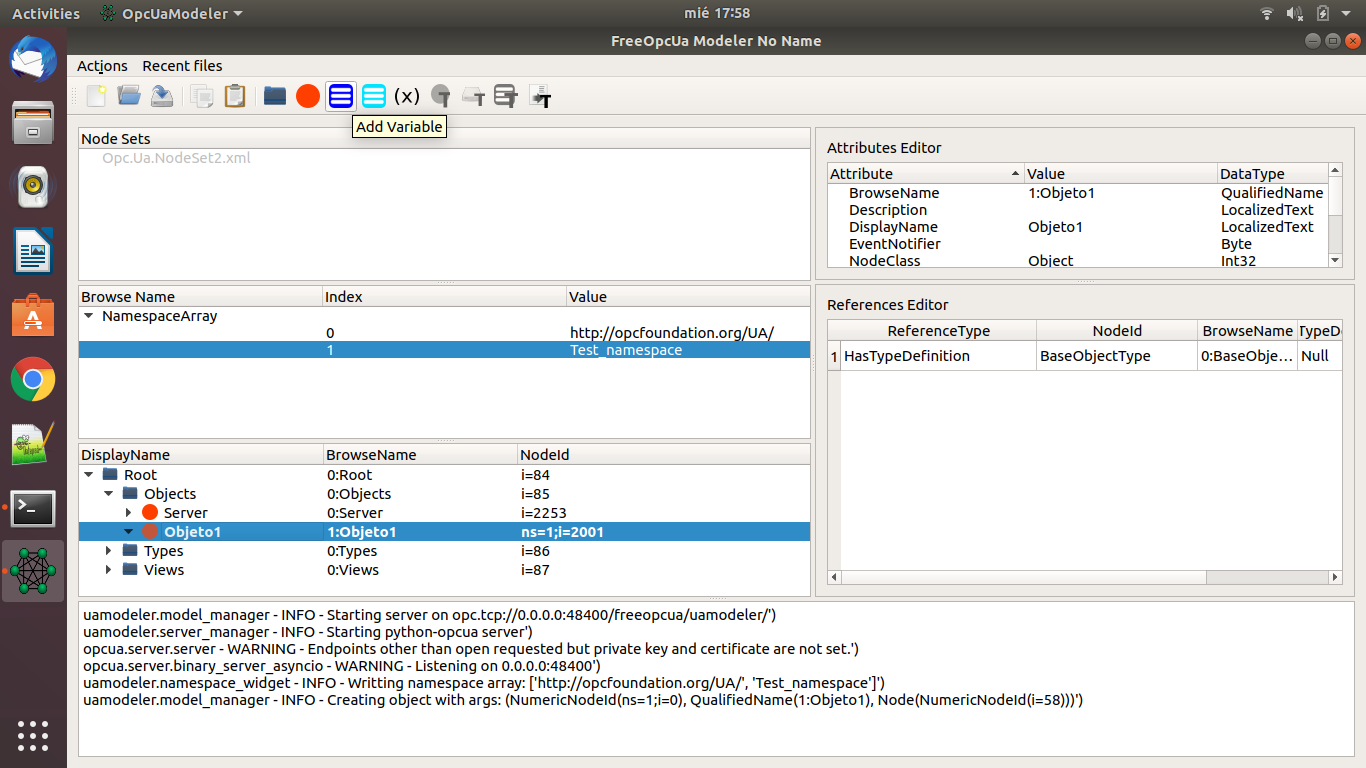 Activities OpcUaModeler mié 17:58
FreeOpcUa Modeler No Name
Actions Recent files
(x) T T T T
Add Variable
Node Sets
Opc.Ua.NodeSet2.xml
Browse Name Index Value
NamespaceArray
0 http://opcfoundation.org/UA/
1 Test_namespace
DisplayName BrowseName NodeId
Root 0:Root i=84
Objects 0:Objects i=85
Server 0:Server i=2253
Objeto1 1:Objeto1 ns=1;i=2001
Types 0:Types i=86
Views 0:Views i=87
Attributes Editor
Attribute Value DataType
BrowseName 1:Objeto1 QualifiedName
Description LocalizedText
DisplayName Objeto1 LocalizedText
EventNotifier Byte
NodeClass Object Int32
References Editor
ReferenceType NodeId BrowseName TypeD
1 HasTypeDefinition BaseObjectType 0:BaseObje... Null
uamodeler.model_manager - INFO - Starting server on opc.tcp://0.0.0.0:48400/freeopcua/uamodeler/')
uamodeler.server_manager - INFO - Starting python-opcua server')
opcua.server.server - WARNING - Endpoints other than open requested but private key and certificate are not set.')
opcua.server.binary_server_asyncio - WARNING - Listening on 0.0.0.0:48400')
uamodeler.namespace_widget - INFO - Writting namespace array: ['http://opcfoundation.org/UA/', 'Test_namespace']')
uamodeler.model_manager - INFO - Creating object with args: (NumericNodeId(ns=1;i=0), QualifiedName(1:Objeto1), Node(NumericNodeId(i=58)))')